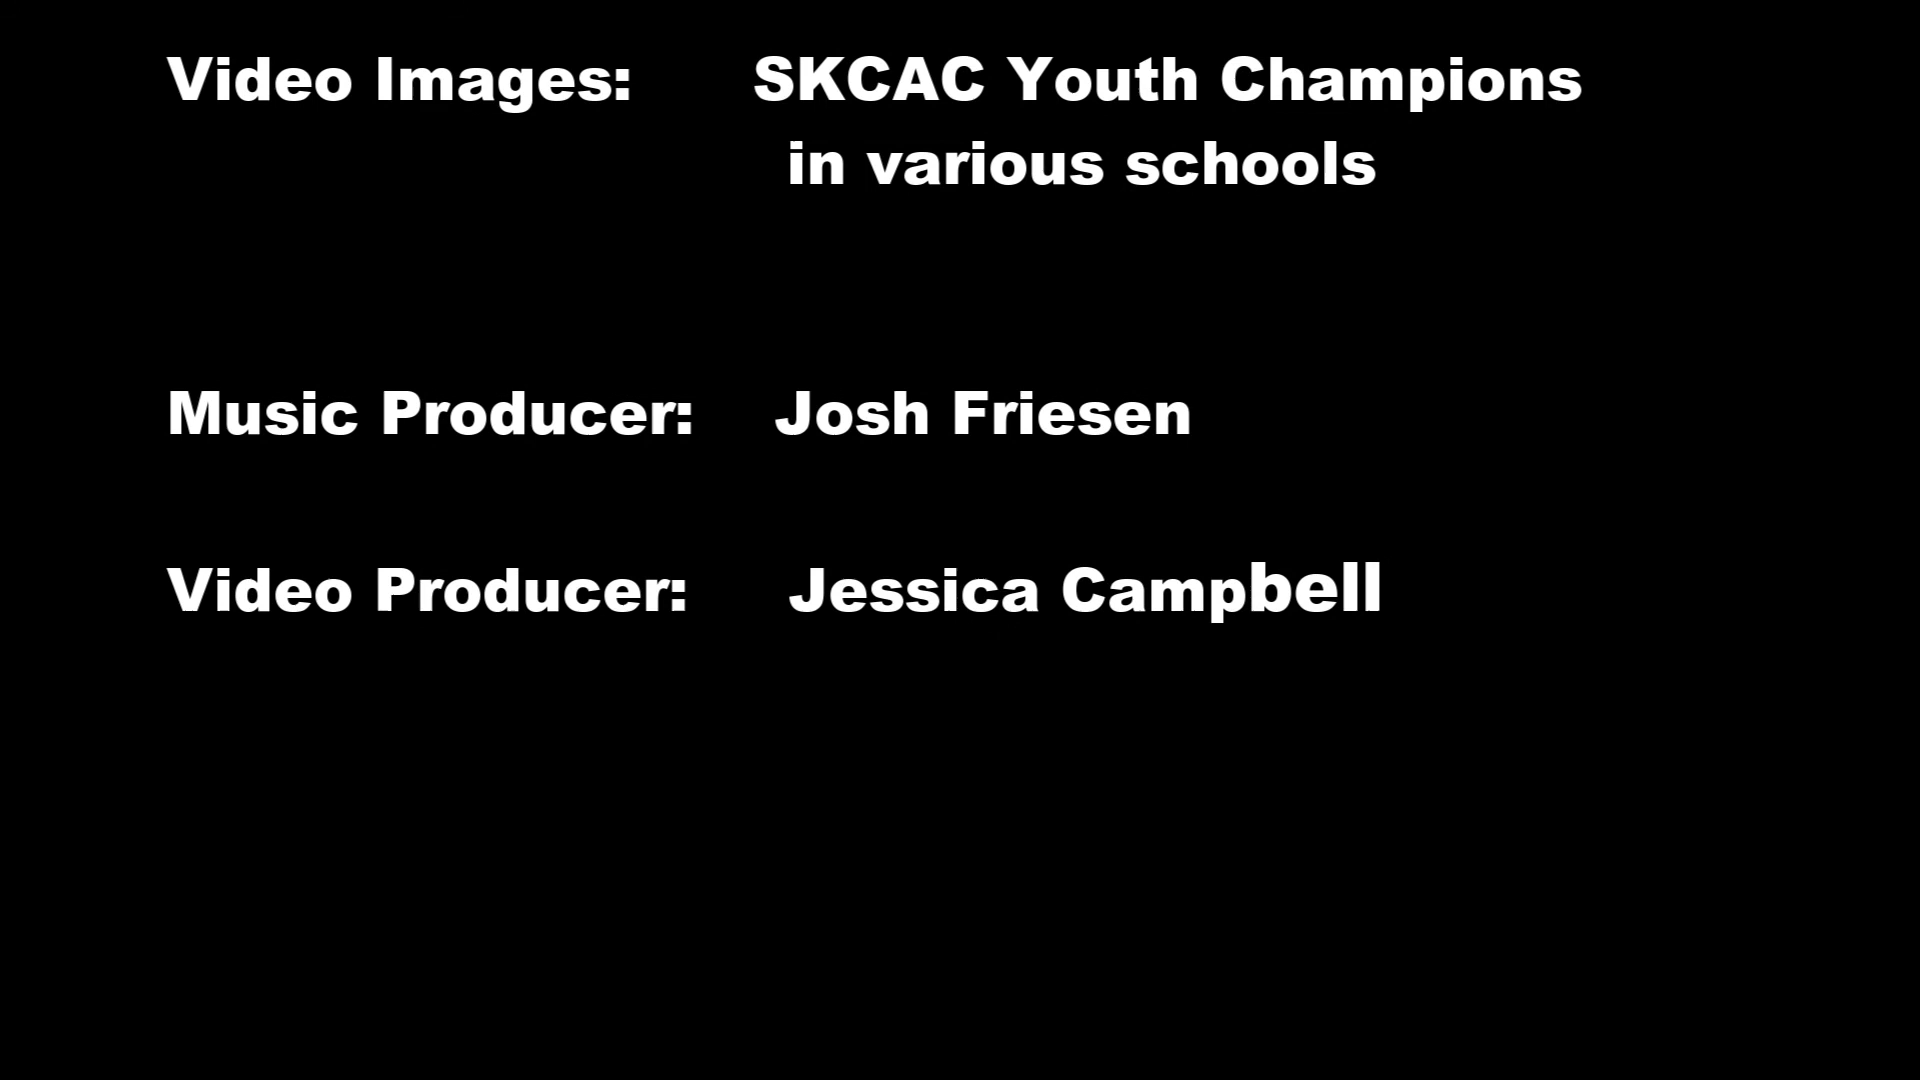 Video Images: SKCAC Youth Champions
in various schools
Music Producer: Josh Friesen
Video Producer: Jessica Campbell